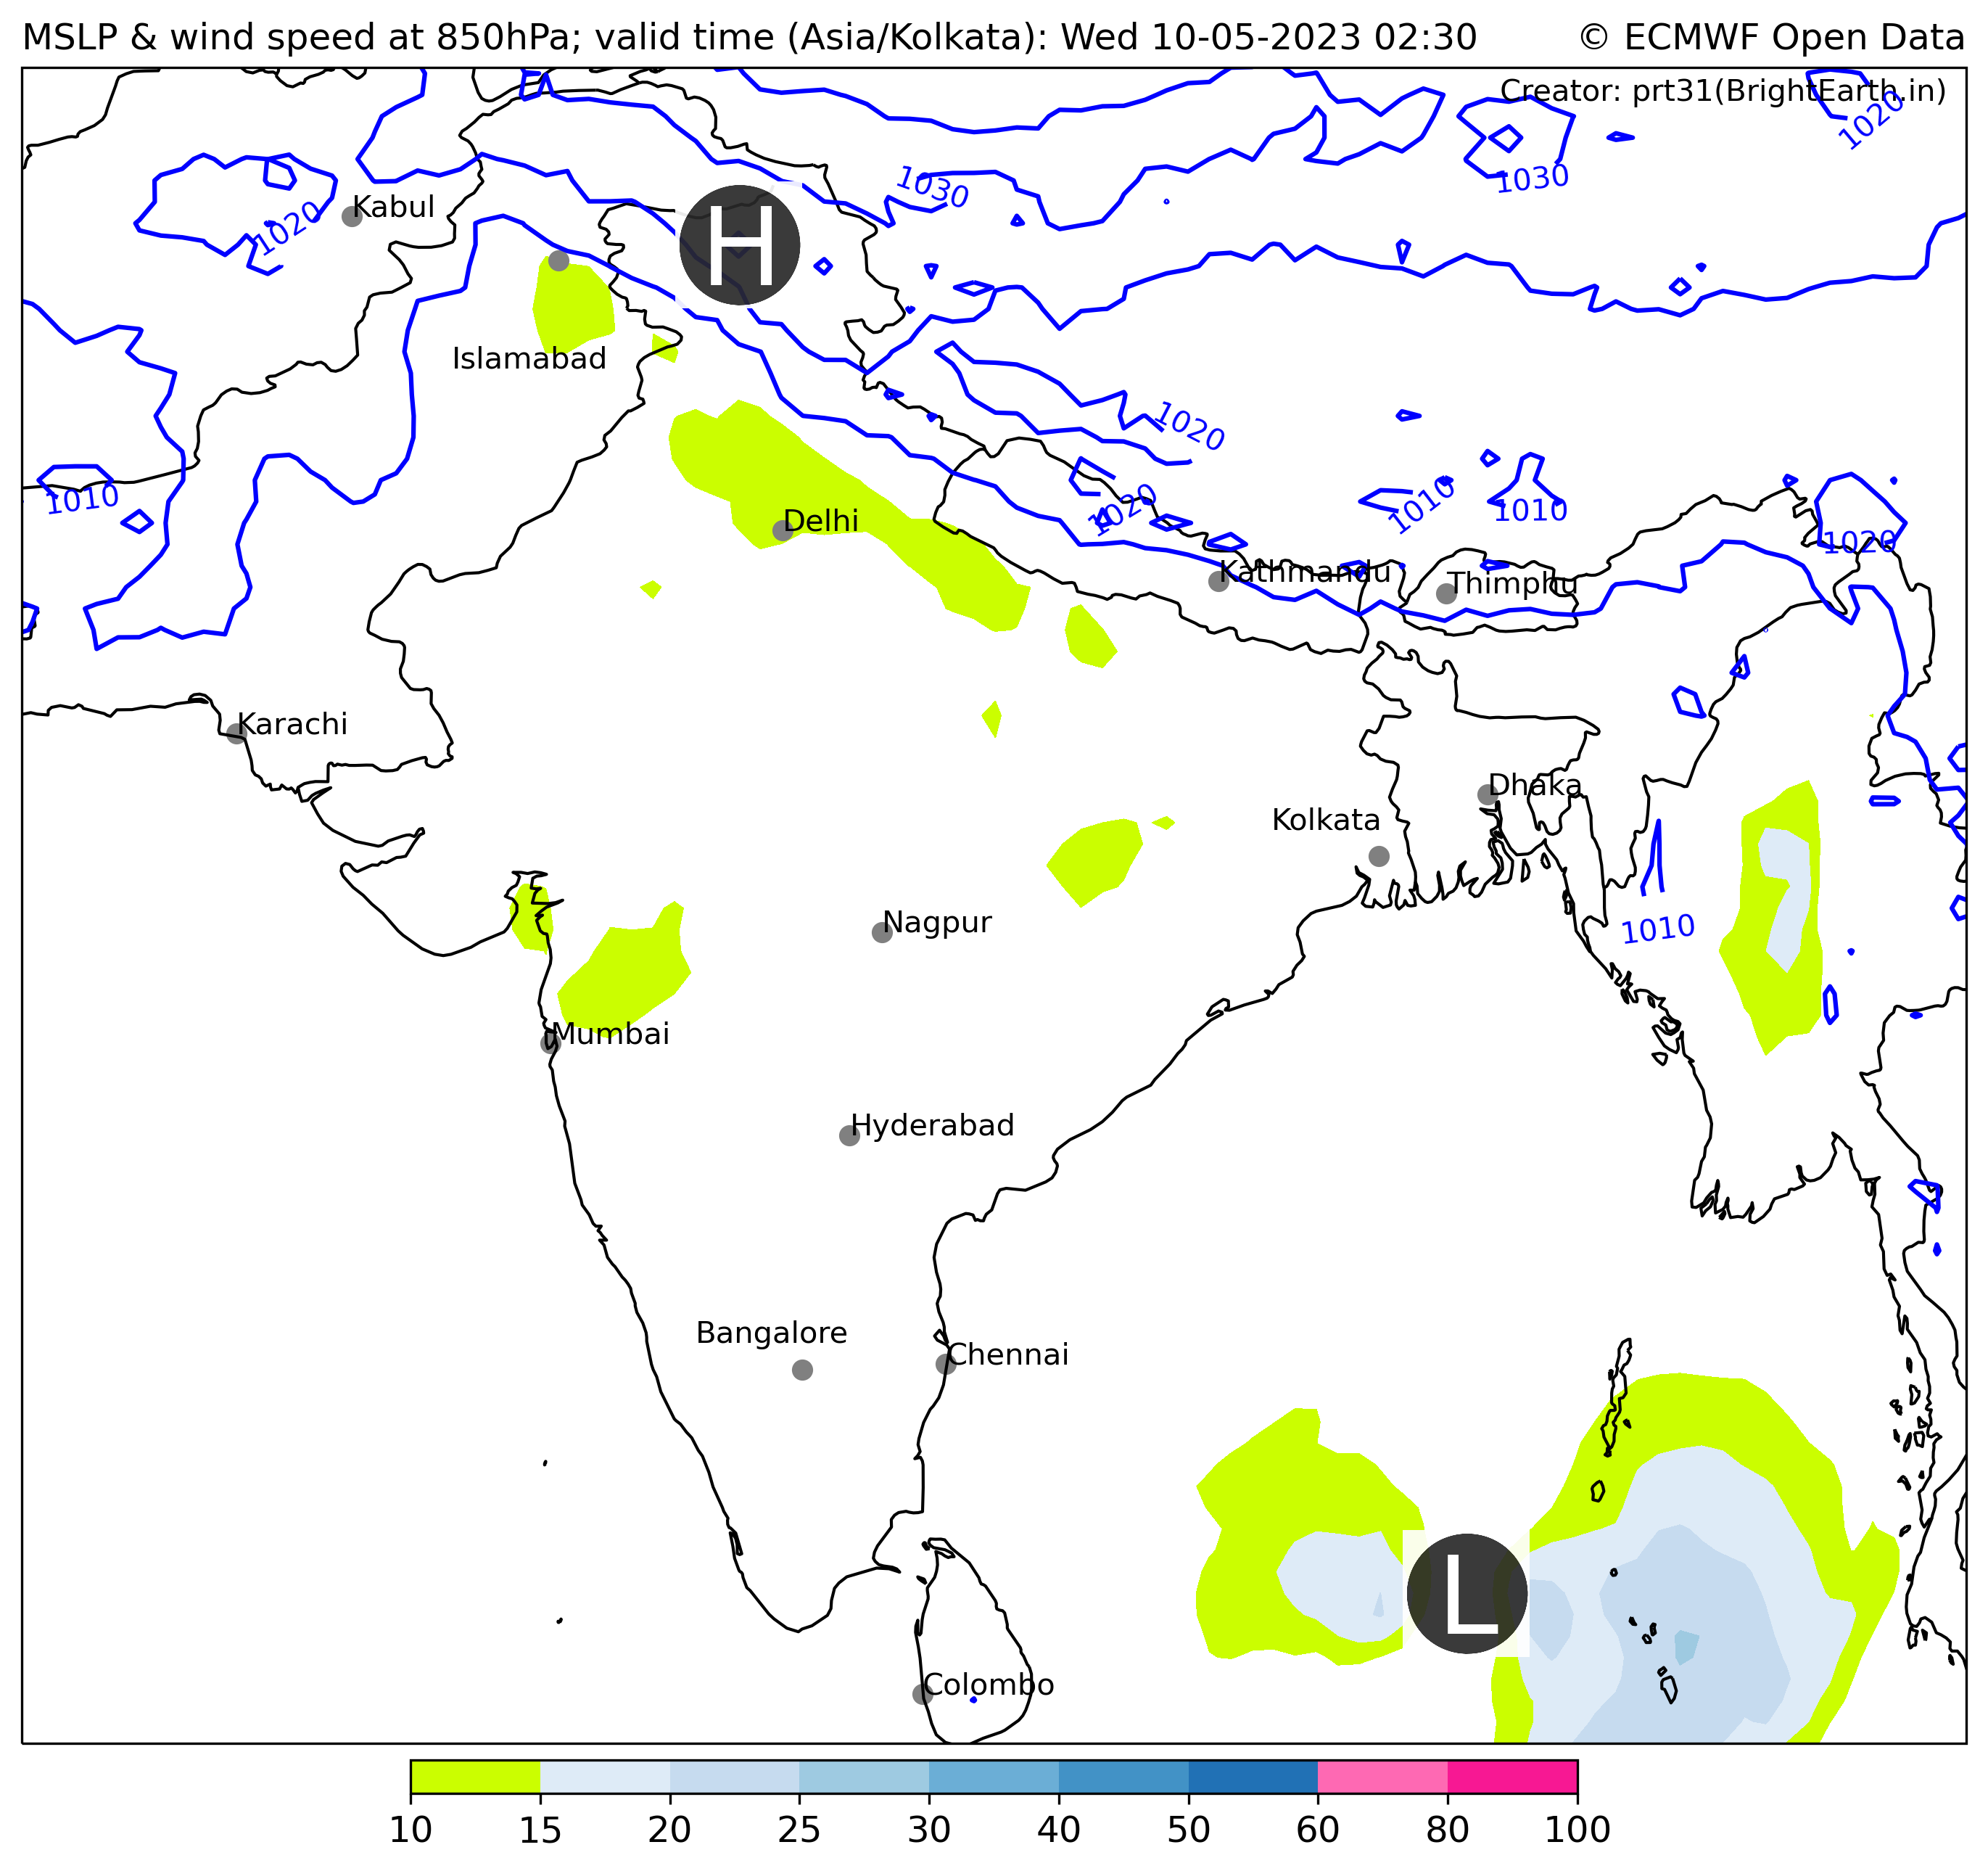 MSLP & wind speed at 850hPa; valid time (Asia/Kolkata): Wed 10-05-2023 02:30
© ECMWF Open Data
Creator: prt31(BrightEarth.in)
1020
1030
1030
Kabul
1020
H
Islamabad
1020
1010
1020
1010
1010
Delhi
1020
Kathmandu
Thimphu
Karachi
Dhaka
Kolkata
Nagpur
1010
Mumbai
Hyderabad
Bangalore
Chennai
L
Colombo
10 15 20 25 30 40 50 60 80 100